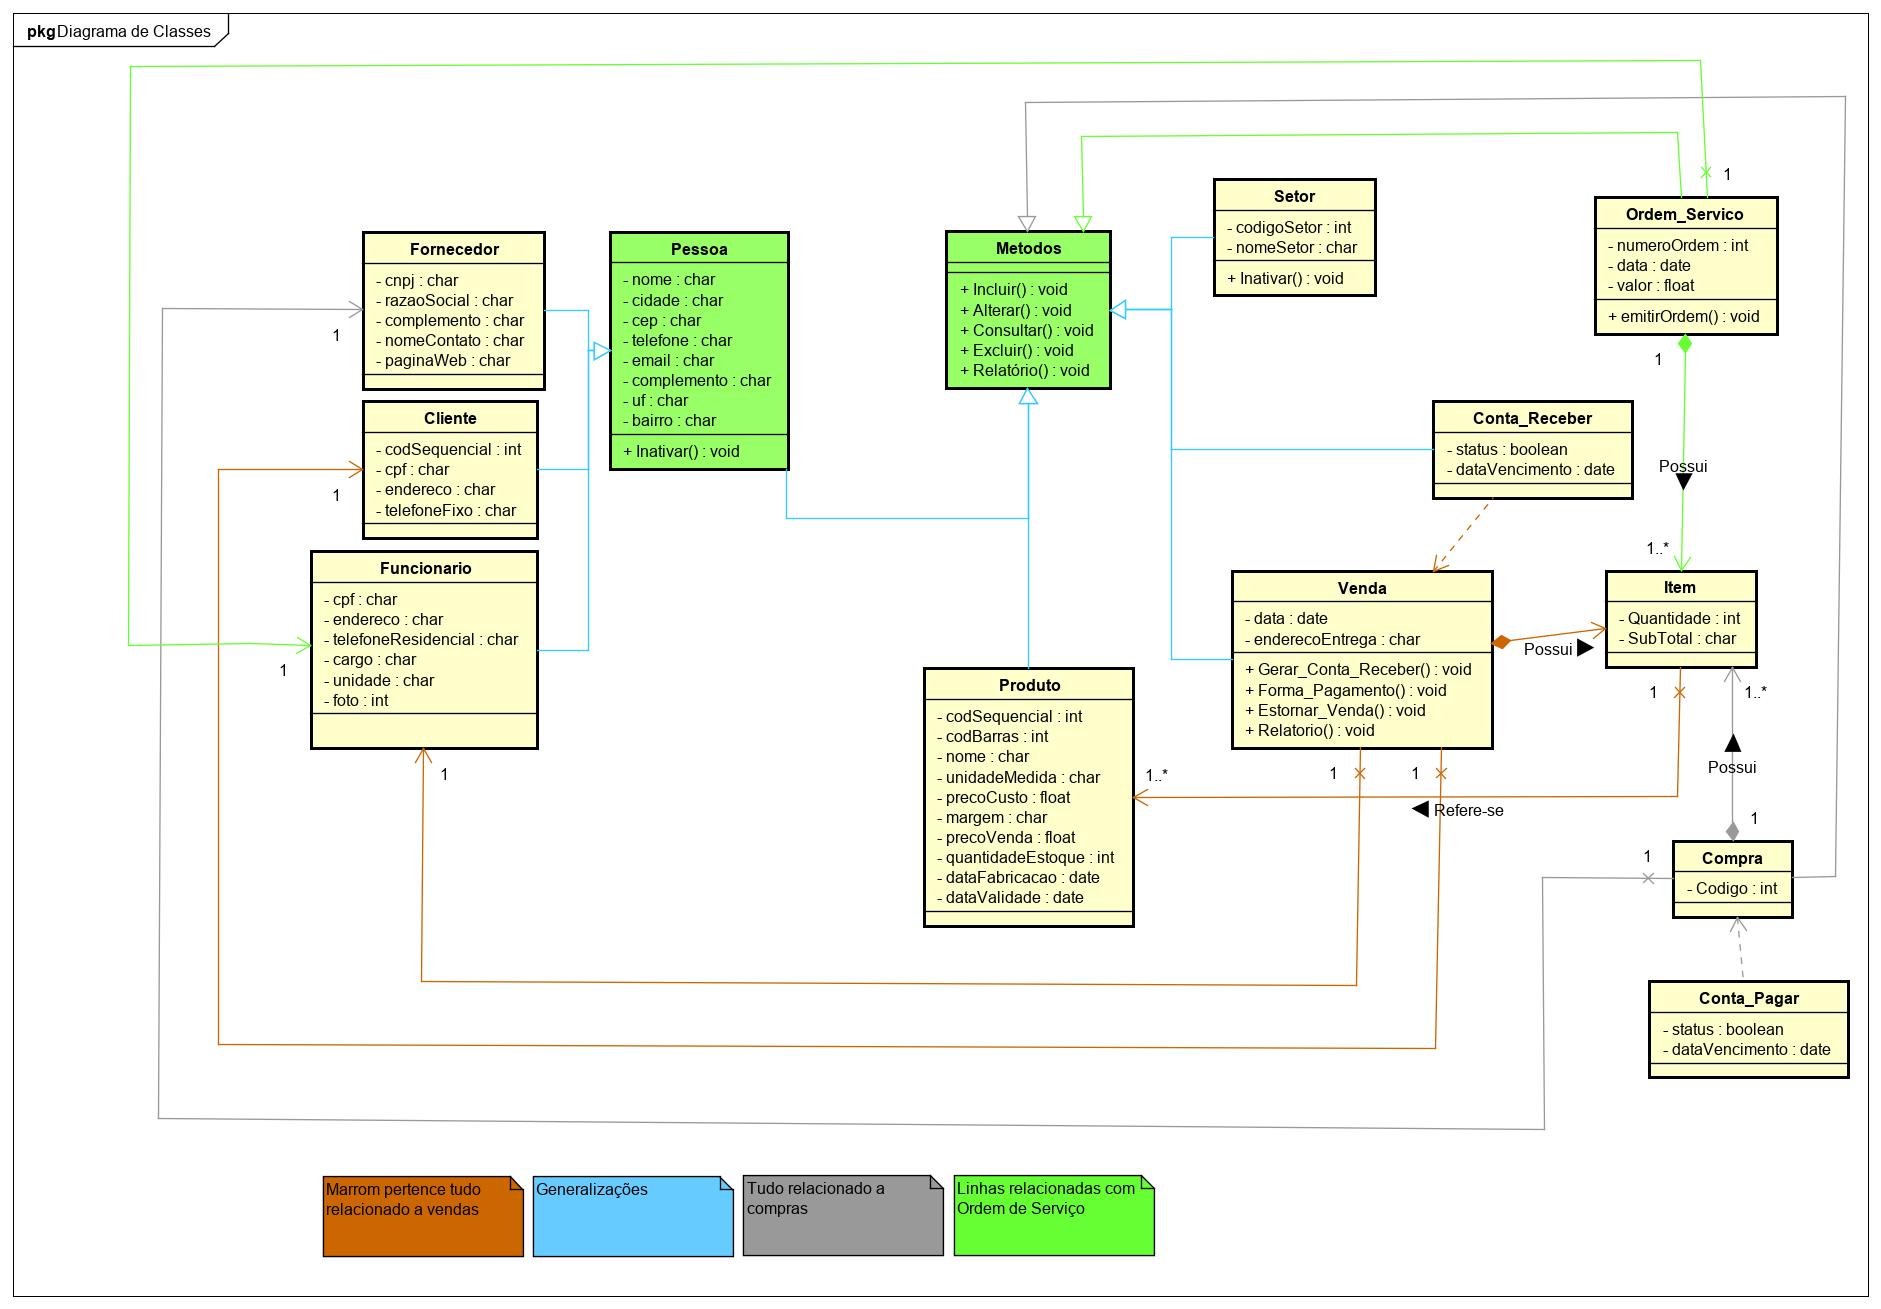 pkg Diagrama de Classes
1
Setor
- codigoSetor : int
- nomeSetor : char
+ Inativar() : void
Ordem_Servico
- numeroOrdem : int
- data : date
- valor : float
+ emitirOrdem() : void
Fornecedor
- cnpj : char
- razaoSocial : char
- complemento : char
- nomeContato : char
- paginaWeb : char
1
Pessoa
- nome : char
- cidade : char
- cep : char
- telefone : char
- email : char
- complemento : char
- uf : char
- bairro : char
+ Inativar() : void
Metodos
+ Incluir() : void
+ Alterar() : void
+ Consultar() : void
+ Excluir() : void
+ Relatório() : void
1
Possui
1..*
Cliente
- codSequencial : int
- cpf : char
- endereco : char
- telefoneFixo : char
1
Conta_Receber
- status : boolean
- dataVencimento : date
Funcionario
- cpf : char
- endereco : char
- telefoneResidencial : char
- cargo : char
- unidade : char
- foto : int
1
1
Venda
- data : date
- enderecoEntrega : char
+ Gerar_Conta_Receber() : void
+ Forma_Pagamento() : void
+ Estornar_Venda() : void
+ Relatorio() : void
Possui
Item
- Quantidade : int
- SubTotal : char
1
1..*
Possui
1
Produto
- codSequencial : int
- codBarras : int
- nome : char
- unidadeMedida : char
- precoCusto : float
- margem : char
- precoVenda : float
- quantidadeEstoque : int
- dataFabricacao : date
- dataValidade : date
1..*
1
1
Refere-se
1
Compra
- Codigo : int
Conta_Pagar
- status : boolean
- dataVencimento : date
Marrom pertence tudo
relacionado a vendas
Generalizações
Tudo relacionado a
compras
Linhas relacionadas com
Ordem de Serviço